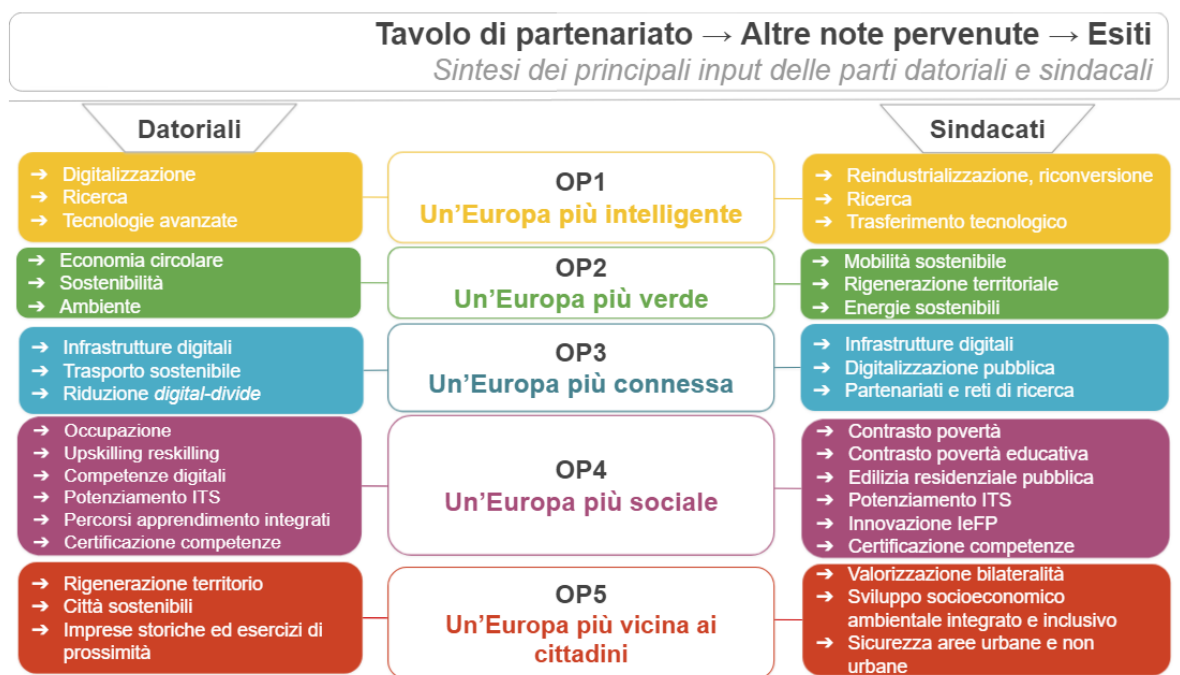 Tavolo di partenariato → Altre note pervenute → Esiti
Sintesi dei principali input delle parti datoriali e sindacali
Datoriali
Sindacati
➔ Digitalizzazione
➔ Ricerca
➔ Tecnologie avanzate
OP1
Un'Europa più intelligente
➔ Reindustrializzazione, riconversione
➔ Ricerca
➔ Trasferimento tecnologico
➔ Economia circolare
➔ Sostenibilità
➔ Ambiente
OP2
Un'Europa più verde
➔ Mobilità sostenibile
➔ Rigenerazione territoriale
➔ Energie sostenibili
➔ Infrastrutture digitali
➔ Trasporto sostenibile
➔ Riduzione digital-divide
OP3
Un'Europa più connessa
➔ Infrastrutture digitali
➔ Digitalizzazione pubblica
➔ Partenariati e reti di ricerca
➔ Occupazione
➔ Upskilling reskilling
➔ Competenze digitali
➔ Potenziamento ITS
➔ Percorsi apprendimento integrati
➔ Certificazione competenze
OP4
Un'Europa più sociale
➔ Contrasto povertà
➔ Contrasto povertà educativa
➔ Edilizia residenziale pubblica
➔ Potenziamento ITS
➔ Innovazione IeFP
➔ Certificazione competenze
➔ Rigenerazione territorio
➔ Città sostenibili
➔ Imprese storiche ed esercizi di
prossimità
OP5
Un'Europa più vicina ai
cittadini
➔ Valorizzazione bilateralità
➔ Sviluppo socioeconomico
ambientale integrato e inclusivo
➔ Sicurezza aree urbane e non
urbane